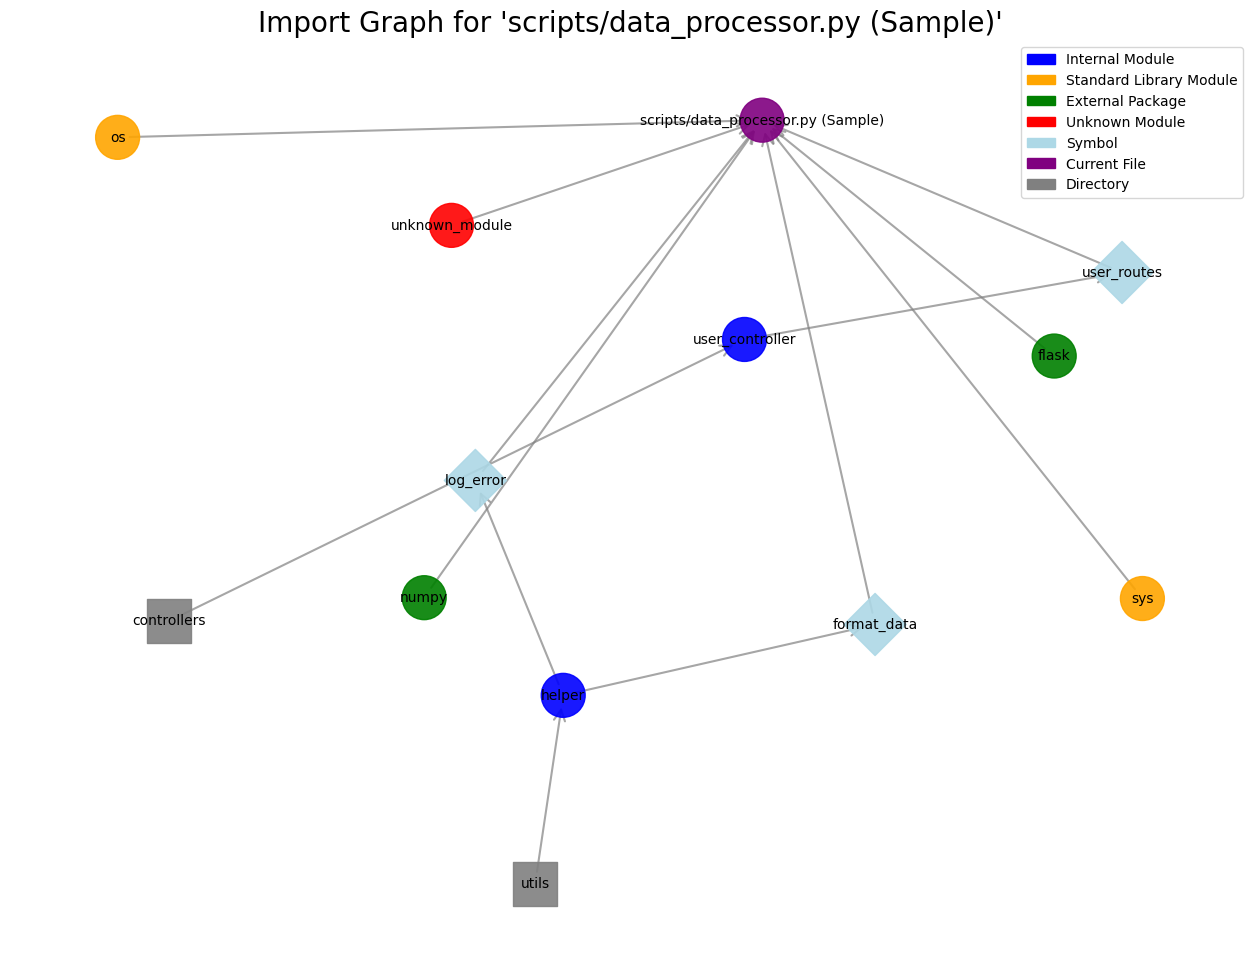 Import Graph for 'scripts/data_processor.py (Sample)'
Internal Module
Standard Library Module
External Package
Unknown Module
Symbol
Current File
Directory
scripts/data_processor.py (Sample)
os
unknown_module
user_routes
user_controller
flask
log_error
numpy
sys
controllers
format_data
helper
utils